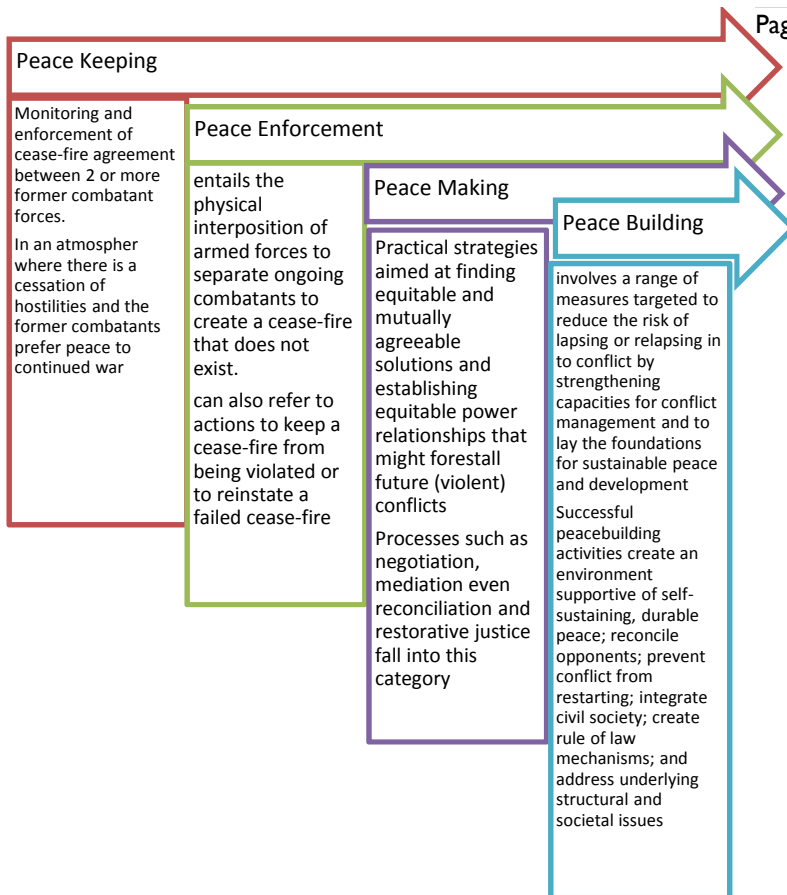 Pag
Peace Keeping
Monitoring and
enforcement of
cease-fire agreement
between 2 or more
former combatant
forces.
In an atmospher
where there is a
cessation of
hostilities and the
former combatants
prefer peace to
continued war
Peace Enforcement
entails the
physical
interposition of
armed forces to
separate ongoing
combatants to
create a cease-fire
that does not
exist.
can also refer to
actions to keep a
cease-fire from
being violated or
to reinstate a
failed cease-fire
Peace Making
Practical strategies
aimed at finding
equitable and
mutually
agreeable
solutions and
establishing
equitable power
relationships that
might forestall
future (violent)
conflicts
Processes such as
negotiation,
mediation even
reconciliation and
restorative justice
fall into this
category
Peace Building
involves a range of
measures targeted to
reduce the risk of
lapsing or relapsing in
to conflict by
strengthening
capacities for conflict
management and to
lay the foundations
for sustainable peace
and development
Successful
peacebuilding
activities create an
environment
supportive of self-
sustaining, durable
peace; reconcile
opponents; prevent
conflict from
restarting; integrate
civil society; create
rule of law
mechanisms; and
address underlying
structural and
societal issues